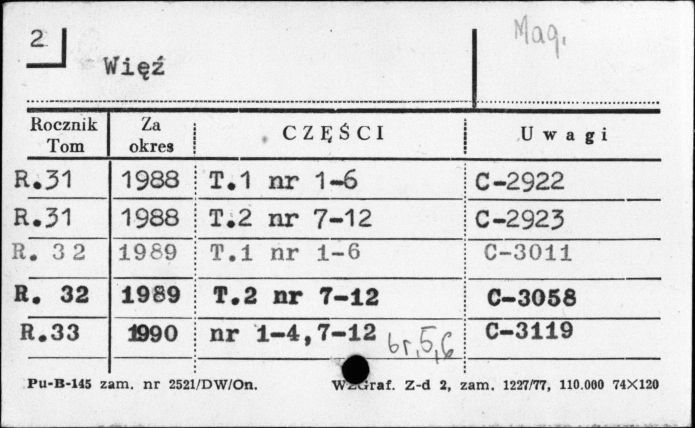 2
Mag.
Więź
Rocznik Tom Za okres CZĘŚCI Uwagi
R.31 1988 T.1 nr 1-6 C-2922
R.31 1988 T.2 nr 7-12 C-2923
R. 32 1989 T.1 nr 1-6 C-3011
R. 32 1989 T.2 nr 7-12 C-3058
R.33 1990 nr 1-4,7-12 br,5,6 C-3119
Pu-B-145 zam. nr 2521/DW/On. WZGraf. Z-d 2, zam. 1227/77, 110.000 74×120